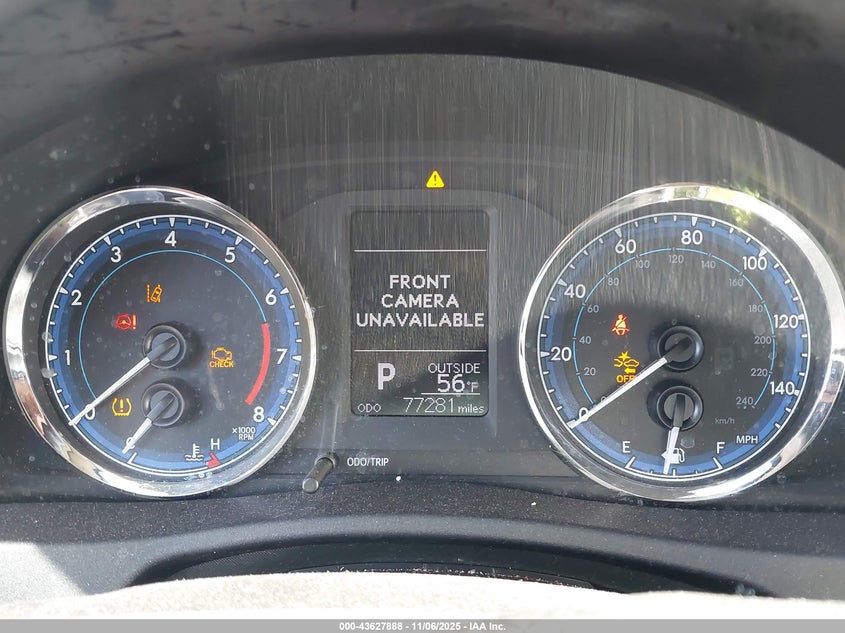 FRONT
CAMERA
UNAVAILABLE
P
OUTSIDE
56°F
ODO 77281 miles
ODO/TRIP
0 1 2 3 4 5 6 7 8
x1000
RPM
CHECK
H
0 20 40 60 80 100 120 140
MPH
0 40 60 80 100 120 140 160 180 200 240
km/h
OFF
E F
000-43627888 - 11/06/2025 - IAA Inc.